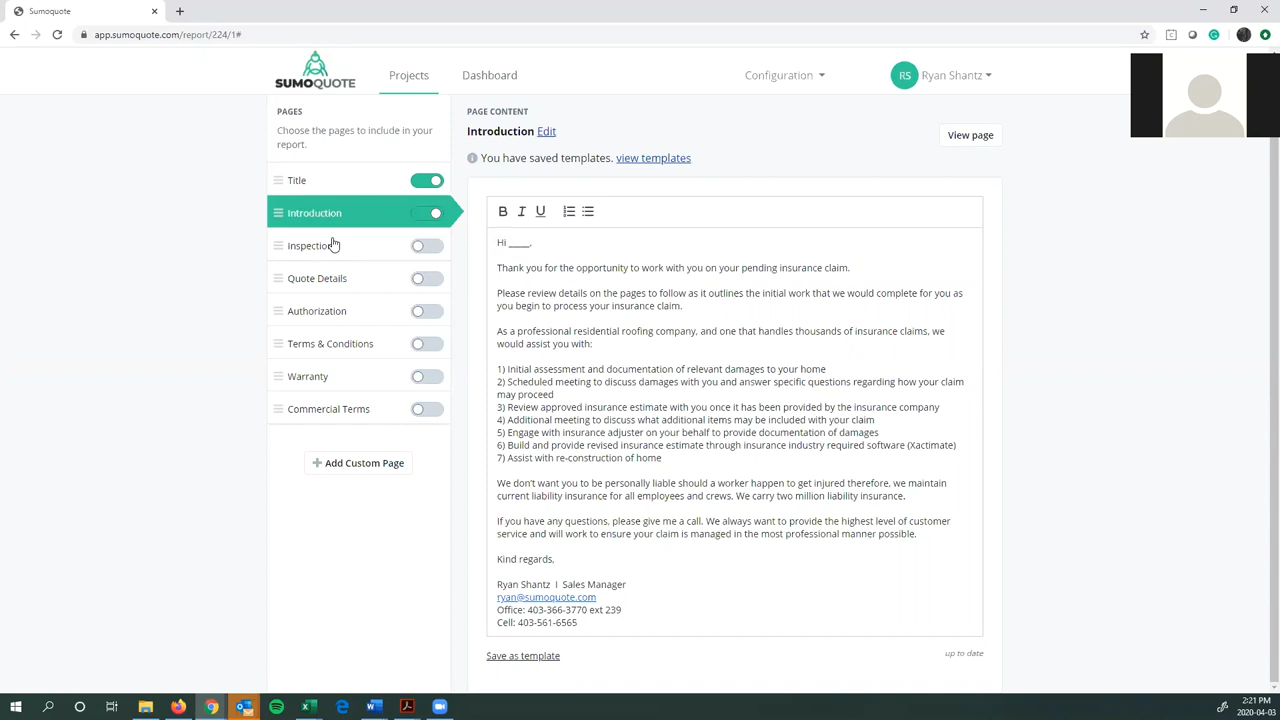 Sumoquote
app.sumoquote.com/report/224/1#
SUMOQUOTE
Projects
Dashboard
Configuration
RS
Ryan Shantz
PAGES
Choose the pages to include in your
report.
Title
Introduction
Inspection
Quote Details
Authorization
Terms & Conditions
Warranty
Commercial Terms
Add Custom Page
PAGE CONTENT
Introduction Edit
View page
You have saved templates. view templates
B I U
Hi _____,
Thank you for the opportunity to work with you on your pending insurance claim.
Please review details on the pages to follow as it outlines the initial work that we would complete for you as
you begin to process your insurance claim.
As a professional residential roofing company, and one that handles thousands of insurance claims, we
would assist you with:
1) Initial assessment and documentation of relevant damages to your home
2) Scheduled meeting to discuss damages with you and answer specific questions regarding how your claim
may proceed
3) Review approved insurance estimate with you once it has been provided by the insurance company
4) Additional meeting to discuss what additional items may be included with your claim
5) Engage with insurance adjuster on your behalf to provide documentation of damages
6) Build and provide revised insurance estimate through insurance industry required software (Xactimate)
7) Assist with re-construction of home
We don't want you to be personally liable should a worker happen to get injured therefore, we maintain
current liability insurance for all employees and crews. We carry two million liability insurance.
If you have any questions, please give me a call. We always want to provide the highest level of customer
service and will work to ensure your claim is managed in the most professional manner possible.
Kind regards,
Ryan Shantz I Sales Manager
ryan@sumoquote.com
Office: 403-366-3770 ext 239
Cell: 403-561-6565
Save as template
up to date
2:21 PM
2020-04-03